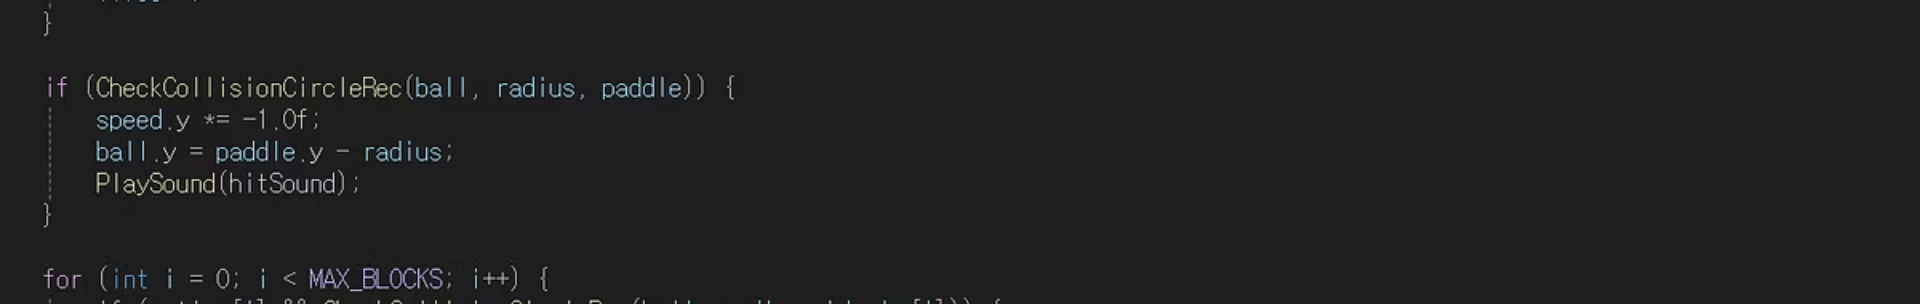 }
if (CheckCollisionCircleRec(ball, radius, paddle)) {
speed.y *= -1.0f;
ball.y = paddle.y - radius;
PlaySound(hitSound);
}
for (int i = 0; i < MAX_BLOCKS; i++) {